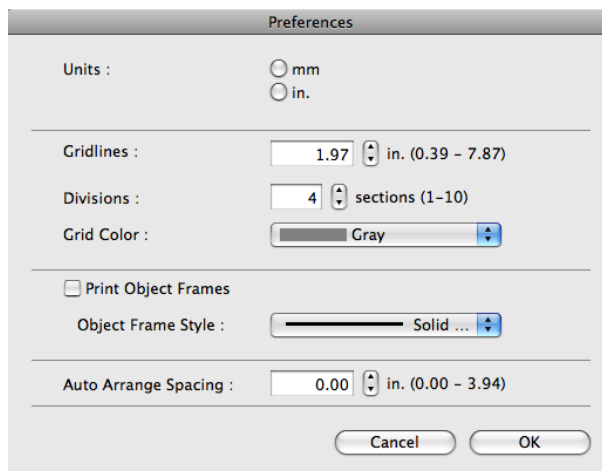 Preferences
Units :
mm
in.
Gridlines :
1.97 in. (0.39 – 7.87)
Divisions :
4 sections (1–10)
Grid Color :
Gray
Print Object Frames
Object Frame Style :
Solid ...
Auto Arrange Spacing :
0.00 in. (0.00 – 3.94)
Cancel
OK